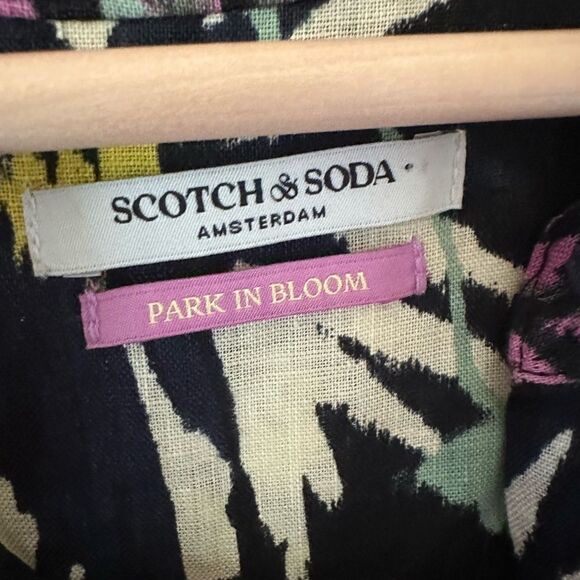 SCOTCH & SODA
AMSTERDAM
PARK IN BLOOM